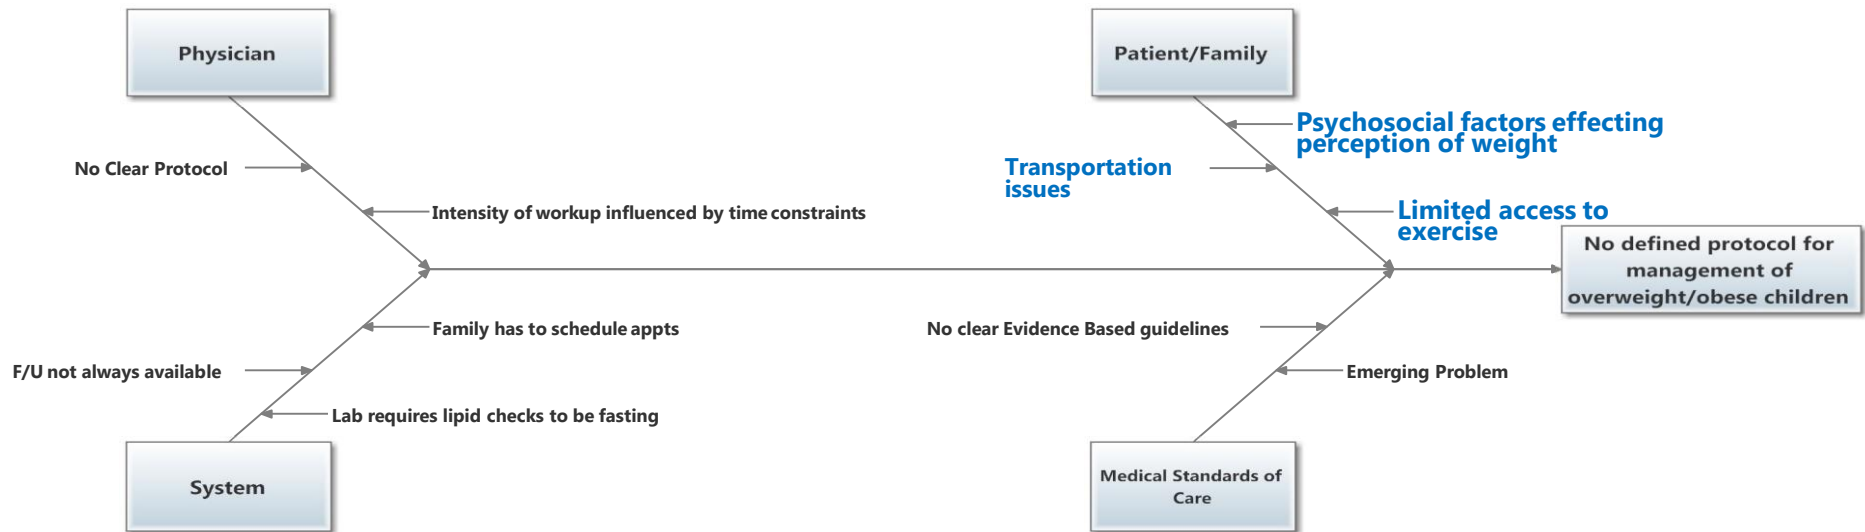 Physician
Patient/Family
Psychosocial factors effecting
perception of weight
No Clear Protocol
Transportation
issues
Intensity of workup influenced by time constraints
Limited access to
exercise
No defined protocol for
management of
overweight/obese children
Family has to schedule appts
No clear Evidence Based guidelines
F/U not always available
Emerging Problem
Lab requires lipid checks to be fasting
System
Medical Standards of
Care